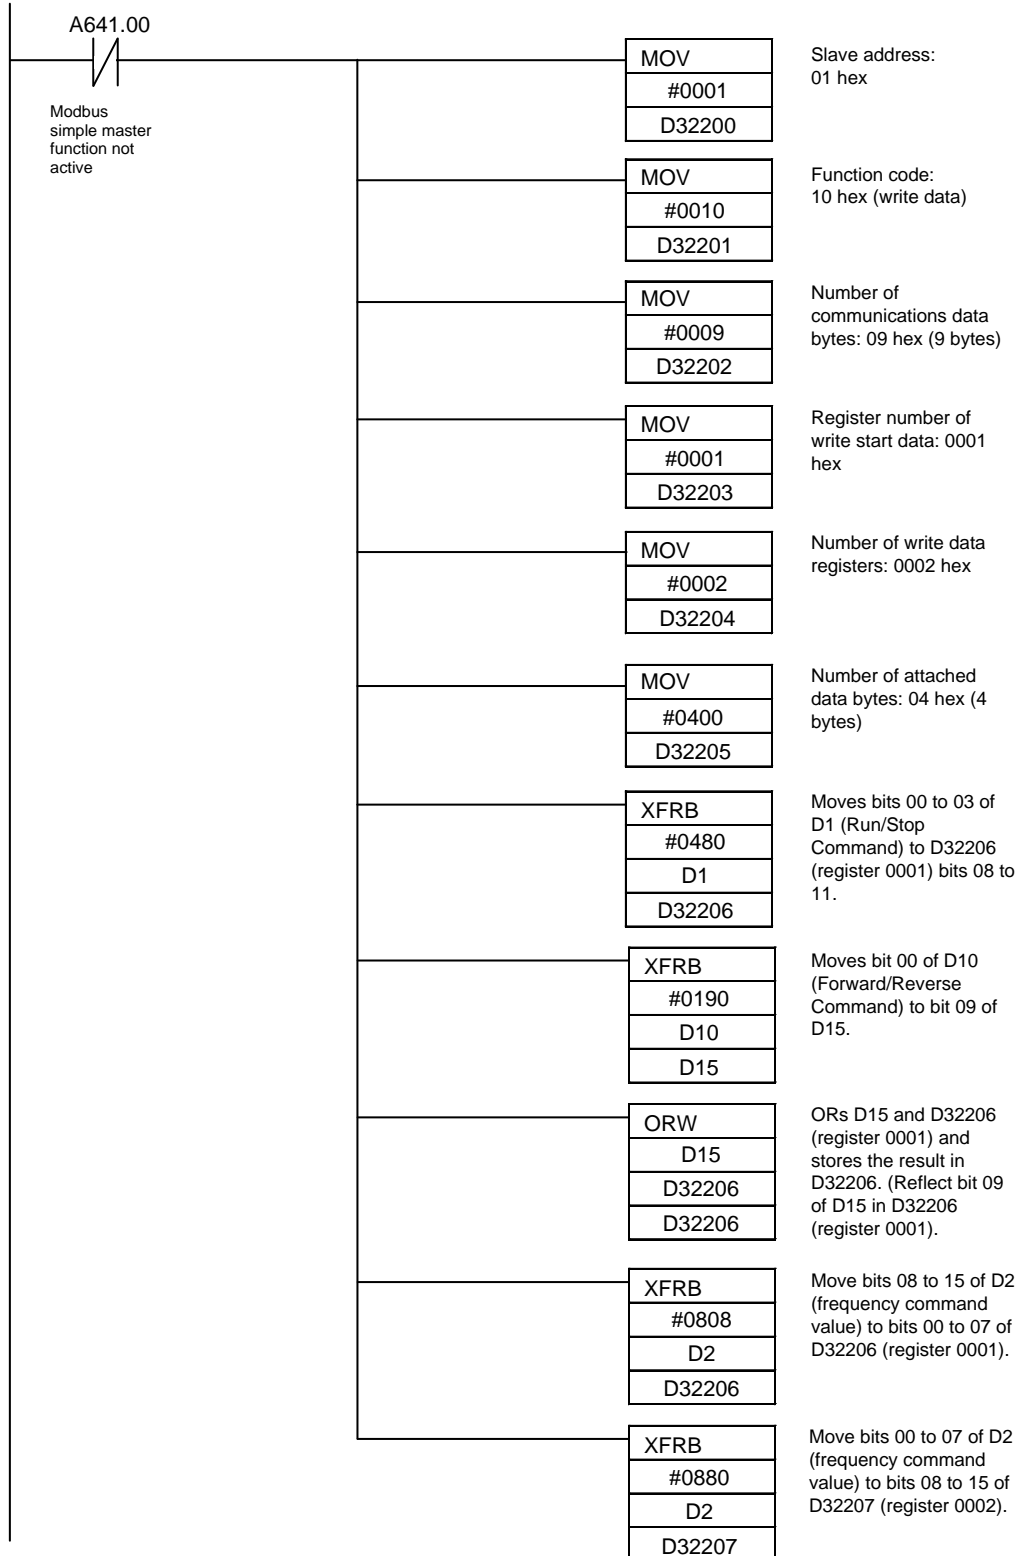 A641.00
Modbus
simple master
function not
active
MOV
#0001
D32200
Slave address:
01 hex
MOV
#0010
D32201
Function code:
10 hex (write data)
MOV
#0009
D32202
Number of
communications data
bytes: 09 hex (9 bytes)
MOV
#0001
D32203
Register number of
write start data: 0001
hex
MOV
#0002
D32204
Number of write data
registers: 0002 hex
MOV
#0400
D32205
Number of attached
data bytes: 04 hex (4
bytes)
XFRB
#0480
D1
D32206
Moves bits 00 to 03 of
D1 (Run/Stop
Command) to D32206
(register 0001) bits 08 to
11.
XFRB
#0190
D10
D15
Moves bit 00 of D10
(Forward/Reverse
Command) to bit 09 of
D15.
ORW
D15
D32206
D32206
ORs D15 and D32206
(register 0001) and
stores the result in
D32206. (Reflect bit 09
of D15 in D32206
(register 0001).
XFRB
#0808
D2
D32206
Move bits 08 to 15 of D2
(frequency command
value) to bits 00 to 07 of
D32206 (register 0001).
XFRB
#0880
D2
D32207
Move bits 00 to 07 of D2
(frequency command
value) to bits 08 to 15 of
D32207 (register 0002).